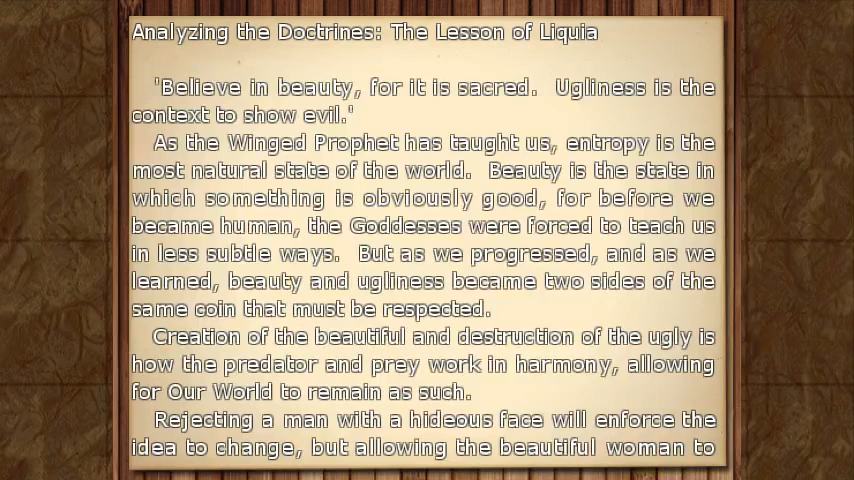 Analyzing the Doctrines: The Lesson of Liquia
'Believe in beauty, for it is sacred. Ugliness is the
context to show evil.'
As the Winged Prophet has taught us, entropy is the
most natural state of the world. Beauty is the state in
which something is obviously good, for before we
became human, the Goddesses were forced to teach us
in less subtle ways. But as we progressed, and as we
learned, beauty and ugliness became two sides of the
same coin that must be respected.
Creation of the beautiful and destruction of the ugly is
how the predator and prey work in harmony, allowing
for Our World to remain as such.
Rejecting a man with a hideous face will enforce the
idea to change, but allowing the beautiful woman to